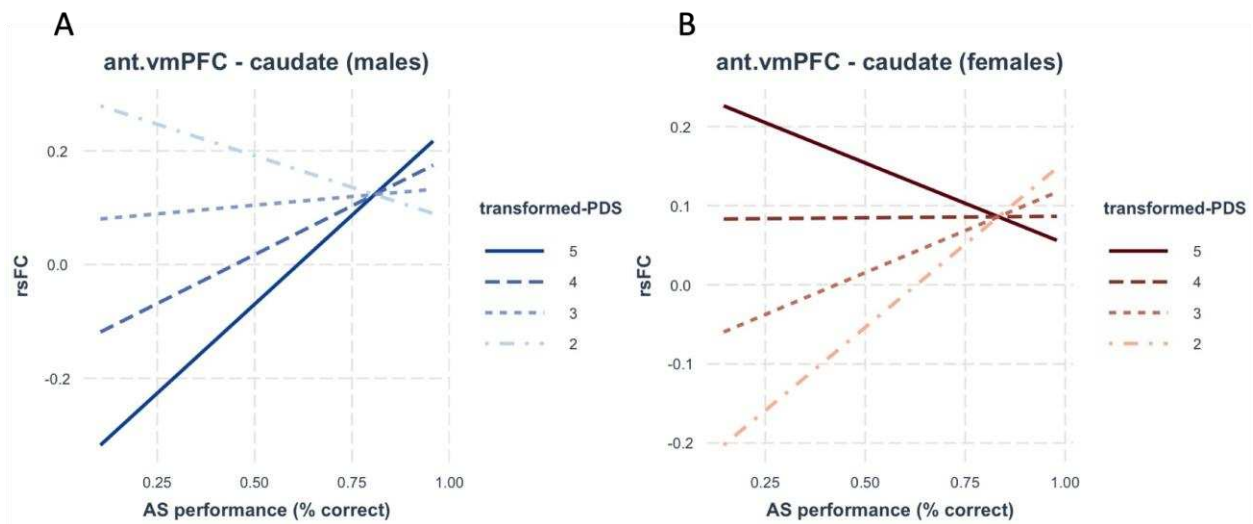 A
ant.vmPFC - caudate (males)
rsFC
0.2
0.0
-0.2
0.25
0.50
0.75
1.00
AS performance (% correct)
transformed-PDS
5
4
3
2
B
ant.vmPFC - caudate (females)
rsFC
0.2
0.1
0.0
-0.1
-0.2
0.25
0.50
0.75
1.00
AS performance (% correct)
transformed-PDS
5
4
3
2